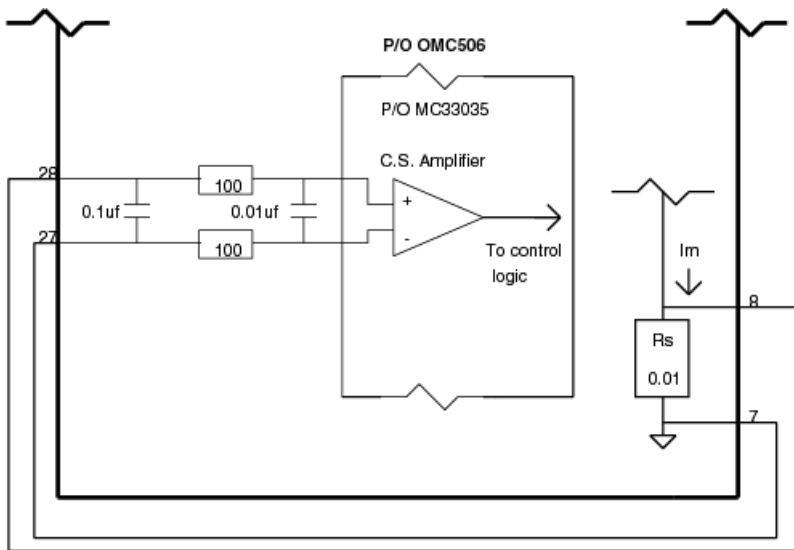 P/O OMC506
P/O MC33035
C.S. Amplifier
28
100
0.1uf
0.01uf
+
27
-
100
To control
logic
Im
8
Rs
0.01
7